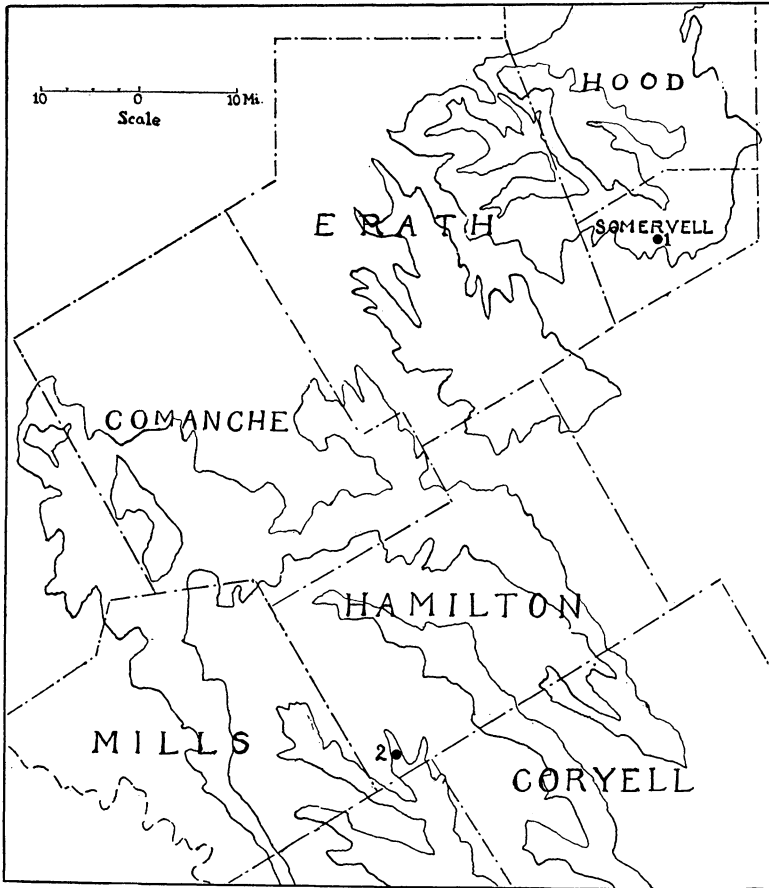 HOOD
10 0 10 Mi.
Scale
ERATH
SOMERVELL
1
COMANCHE
HAMILTON
MILLS
2
CORYELL